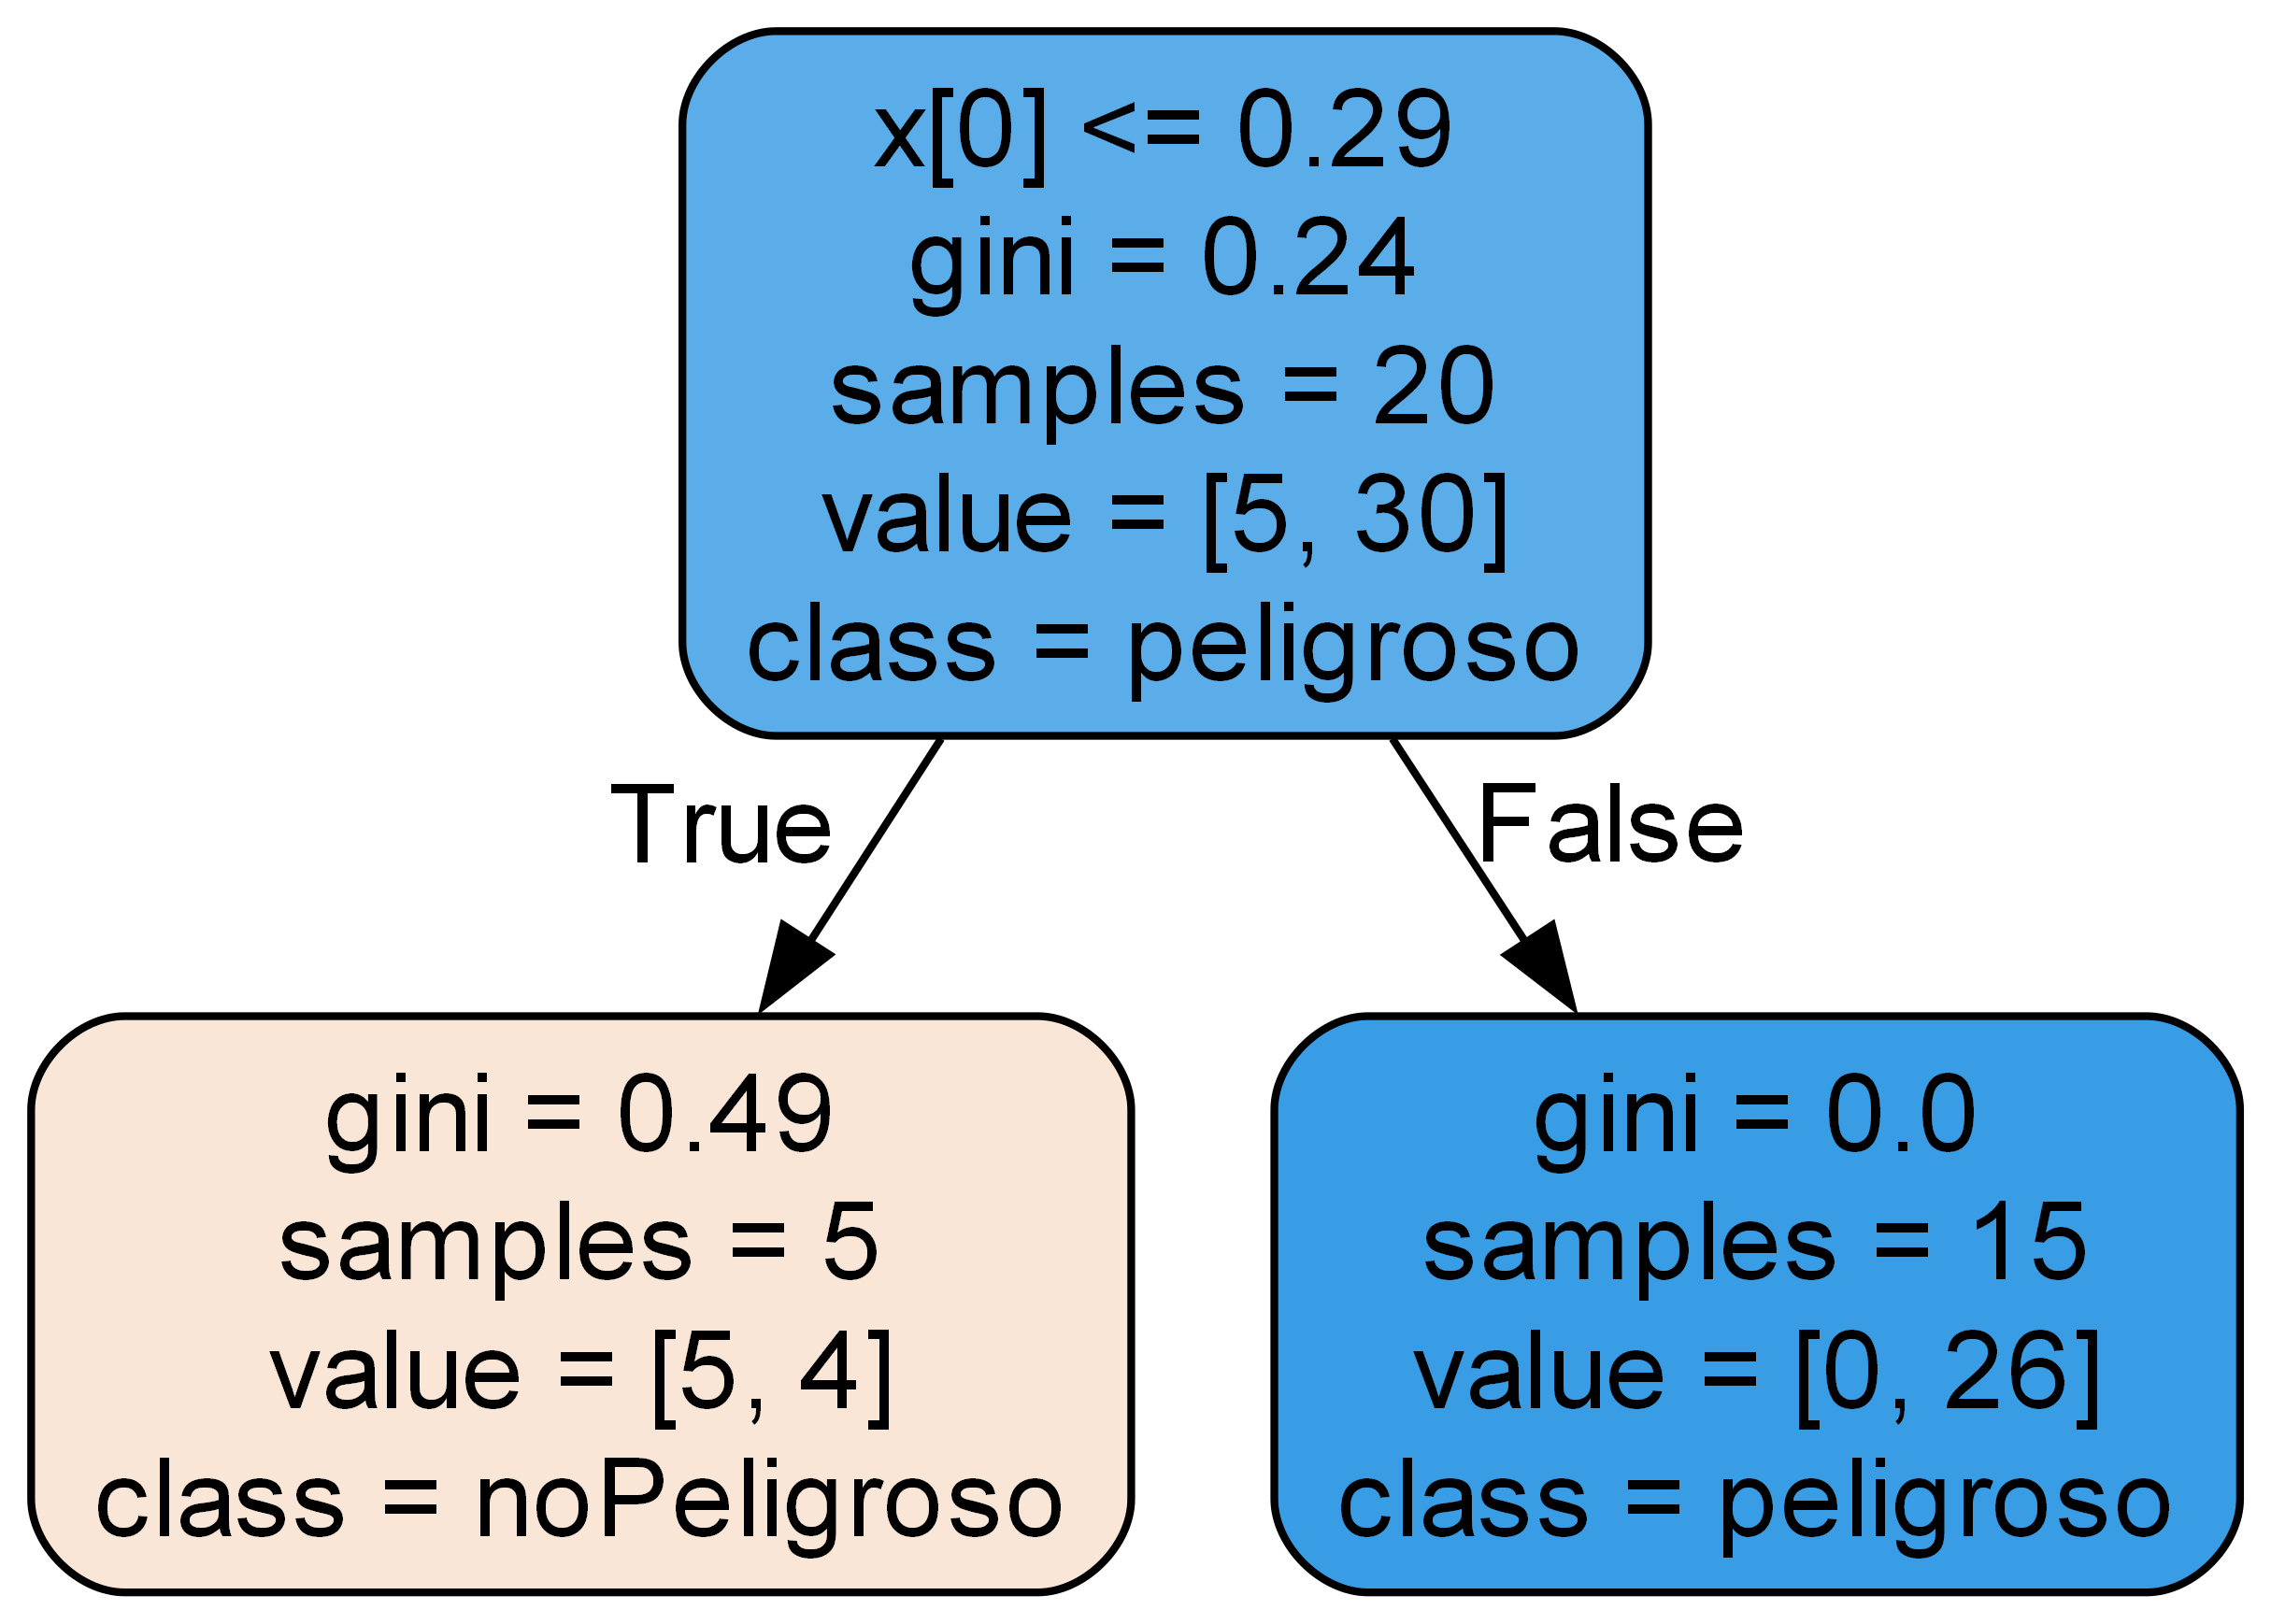 x[0] <= 0.29
gini = 0.24
samples = 20
value = [5, 30]
class = peligroso
True
False
gini = 0.49
samples = 5
value = [5, 4]
class = noPeligroso
gini = 0.0
samples = 15
value = [0, 26]
class = peligroso